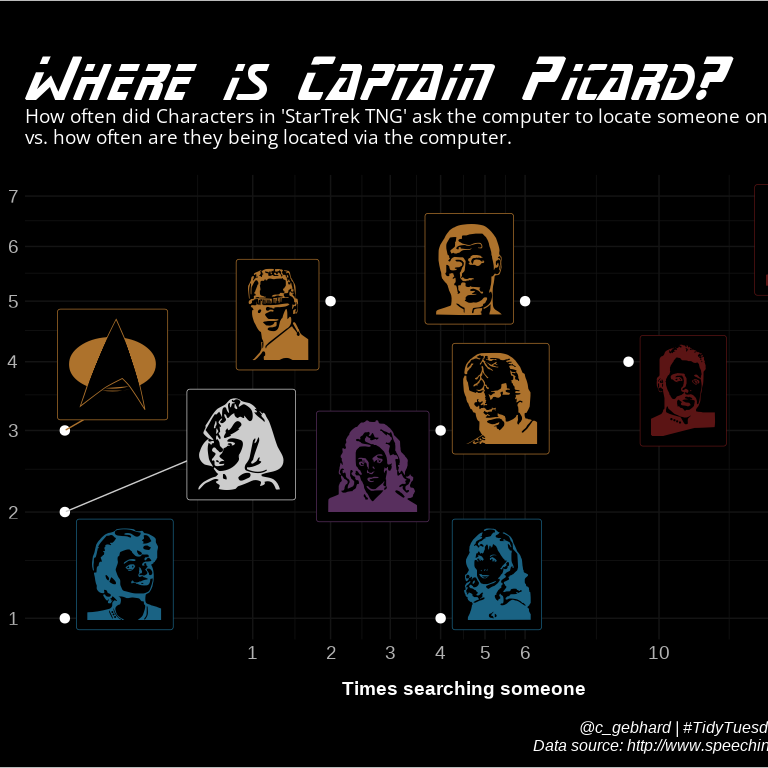 Where is Captain Picard?
How often did Characters in 'StarTrek TNG' ask the computer to locate someone on
vs. how often are they being located via the computer.
7
6
5
4
3
2
1
1 2 3 4 5 6 10
Times searching someone
@c_gebhard | #TidyTuesd
Data source: http://www.speechin